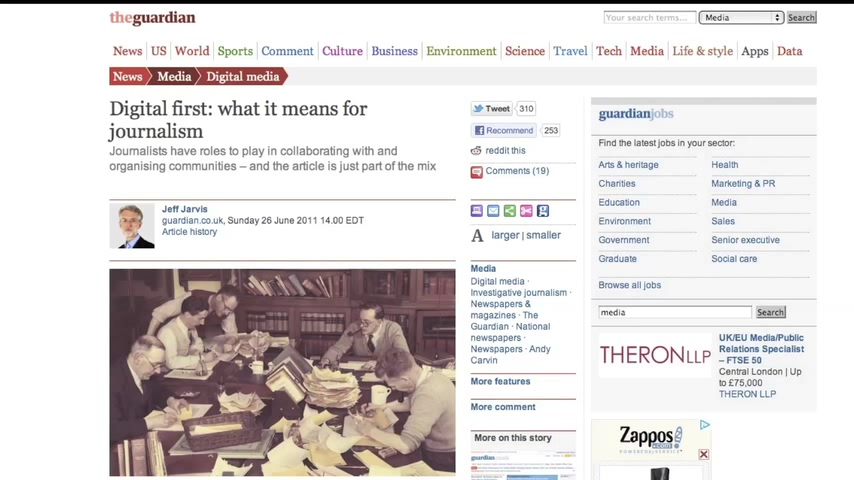 theguardian
Your search terms...
Media
Search
News US World Sports Comment Culture Business Environment Science Travel Tech Media Life & style Apps Data
News Media Digital media
Digital first: what it means for
journalism
Journalists have roles to play in collaborating with and
organising communities – and the article is just part of the mix
Jeff Jarvis
guardian.co.uk, Sunday 26 June 2011 14.00 EDT
Article history
Tweet 310
Recommend 253
reddit this
Comments (19)
A larger | smaller
Media
Digital media ·
Investigative journalism ·
Newspapers &
magazines · The
Guardian · National
newspapers ·
Newspapers · Andy
Carvin
More features
More comment
More on this story
guardianjobs
Find the latest jobs in your sector:
Arts & heritage
Health
Charities
Marketing & PR
Education
Media
Environment
Sales
Government
Senior executive
Graduate
Social care
Browse all jobs
media
Search
THERON LLP
UK/EU Media/Public
Relations Specialist
– FTSE 50
Central London | Up
to £75,000
THERON LLP
Zappos
.com
POWERED by SERVICE